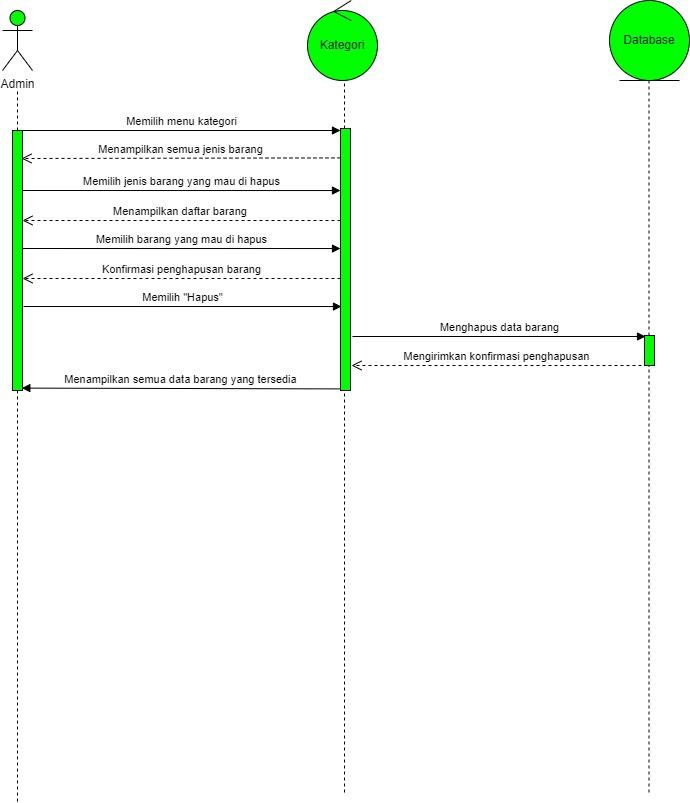 Admin
Kategori
Database
Memilih menu kategori
Menampilkan semua jenis barang
Memilih jenis barang yang mau di hapus
Menampilkan daftar barang
Memilih barang yang mau di hapus
Konfirmasi penghapusan barang
Memilih "Hapus"
Menghapus data barang
Mengirimkan konfirmasi penghapusan
Menampilkan semua data barang yang tersedia